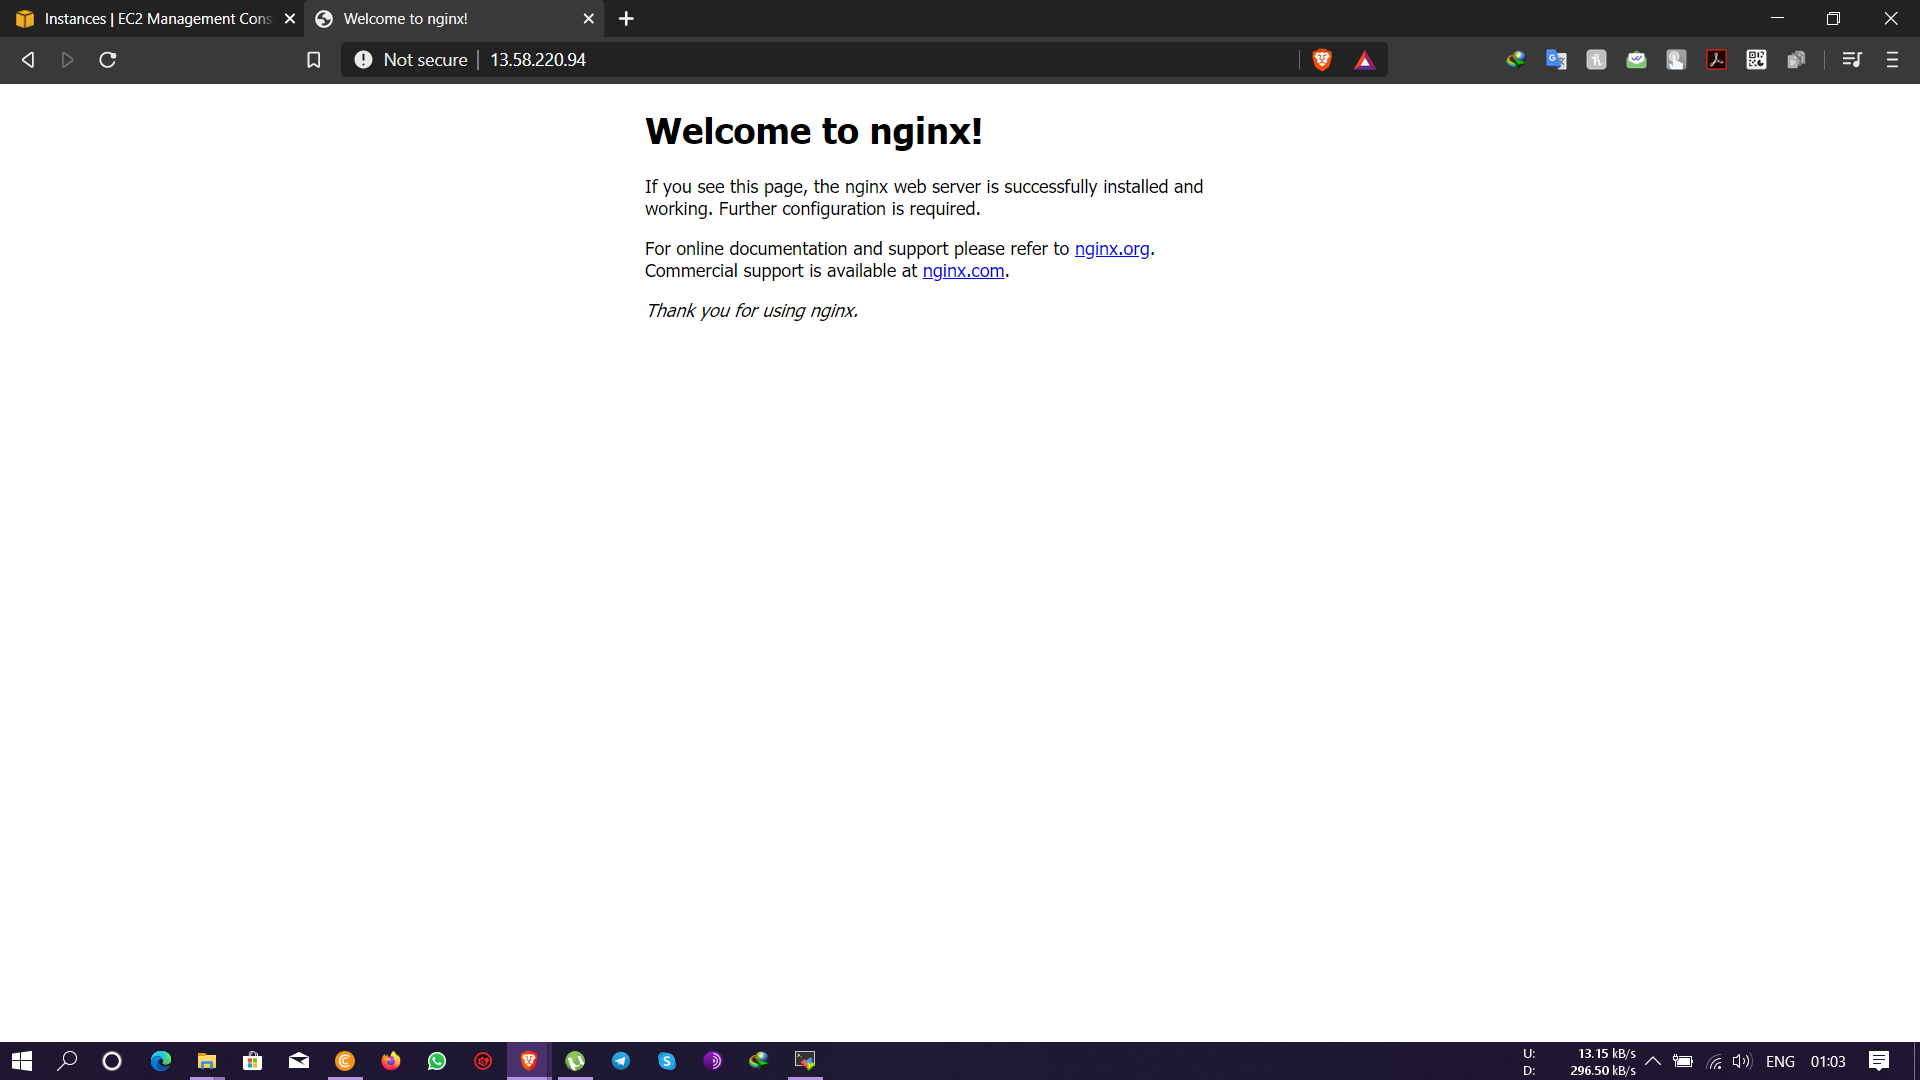 Instances | EC2 Management Cons
Welcome to nginx!
Not secure
13.58.220.94
Welcome to nginx!
If you see this page, the nginx web server is successfully installed and
working. Further configuration is required.
For online documentation and support please refer to nginx.org.
Commercial support is available at nginx.com.
Thank you for using nginx.
U: 13.15 kB/s
D: 296.50 kB/s
ENG
01:03